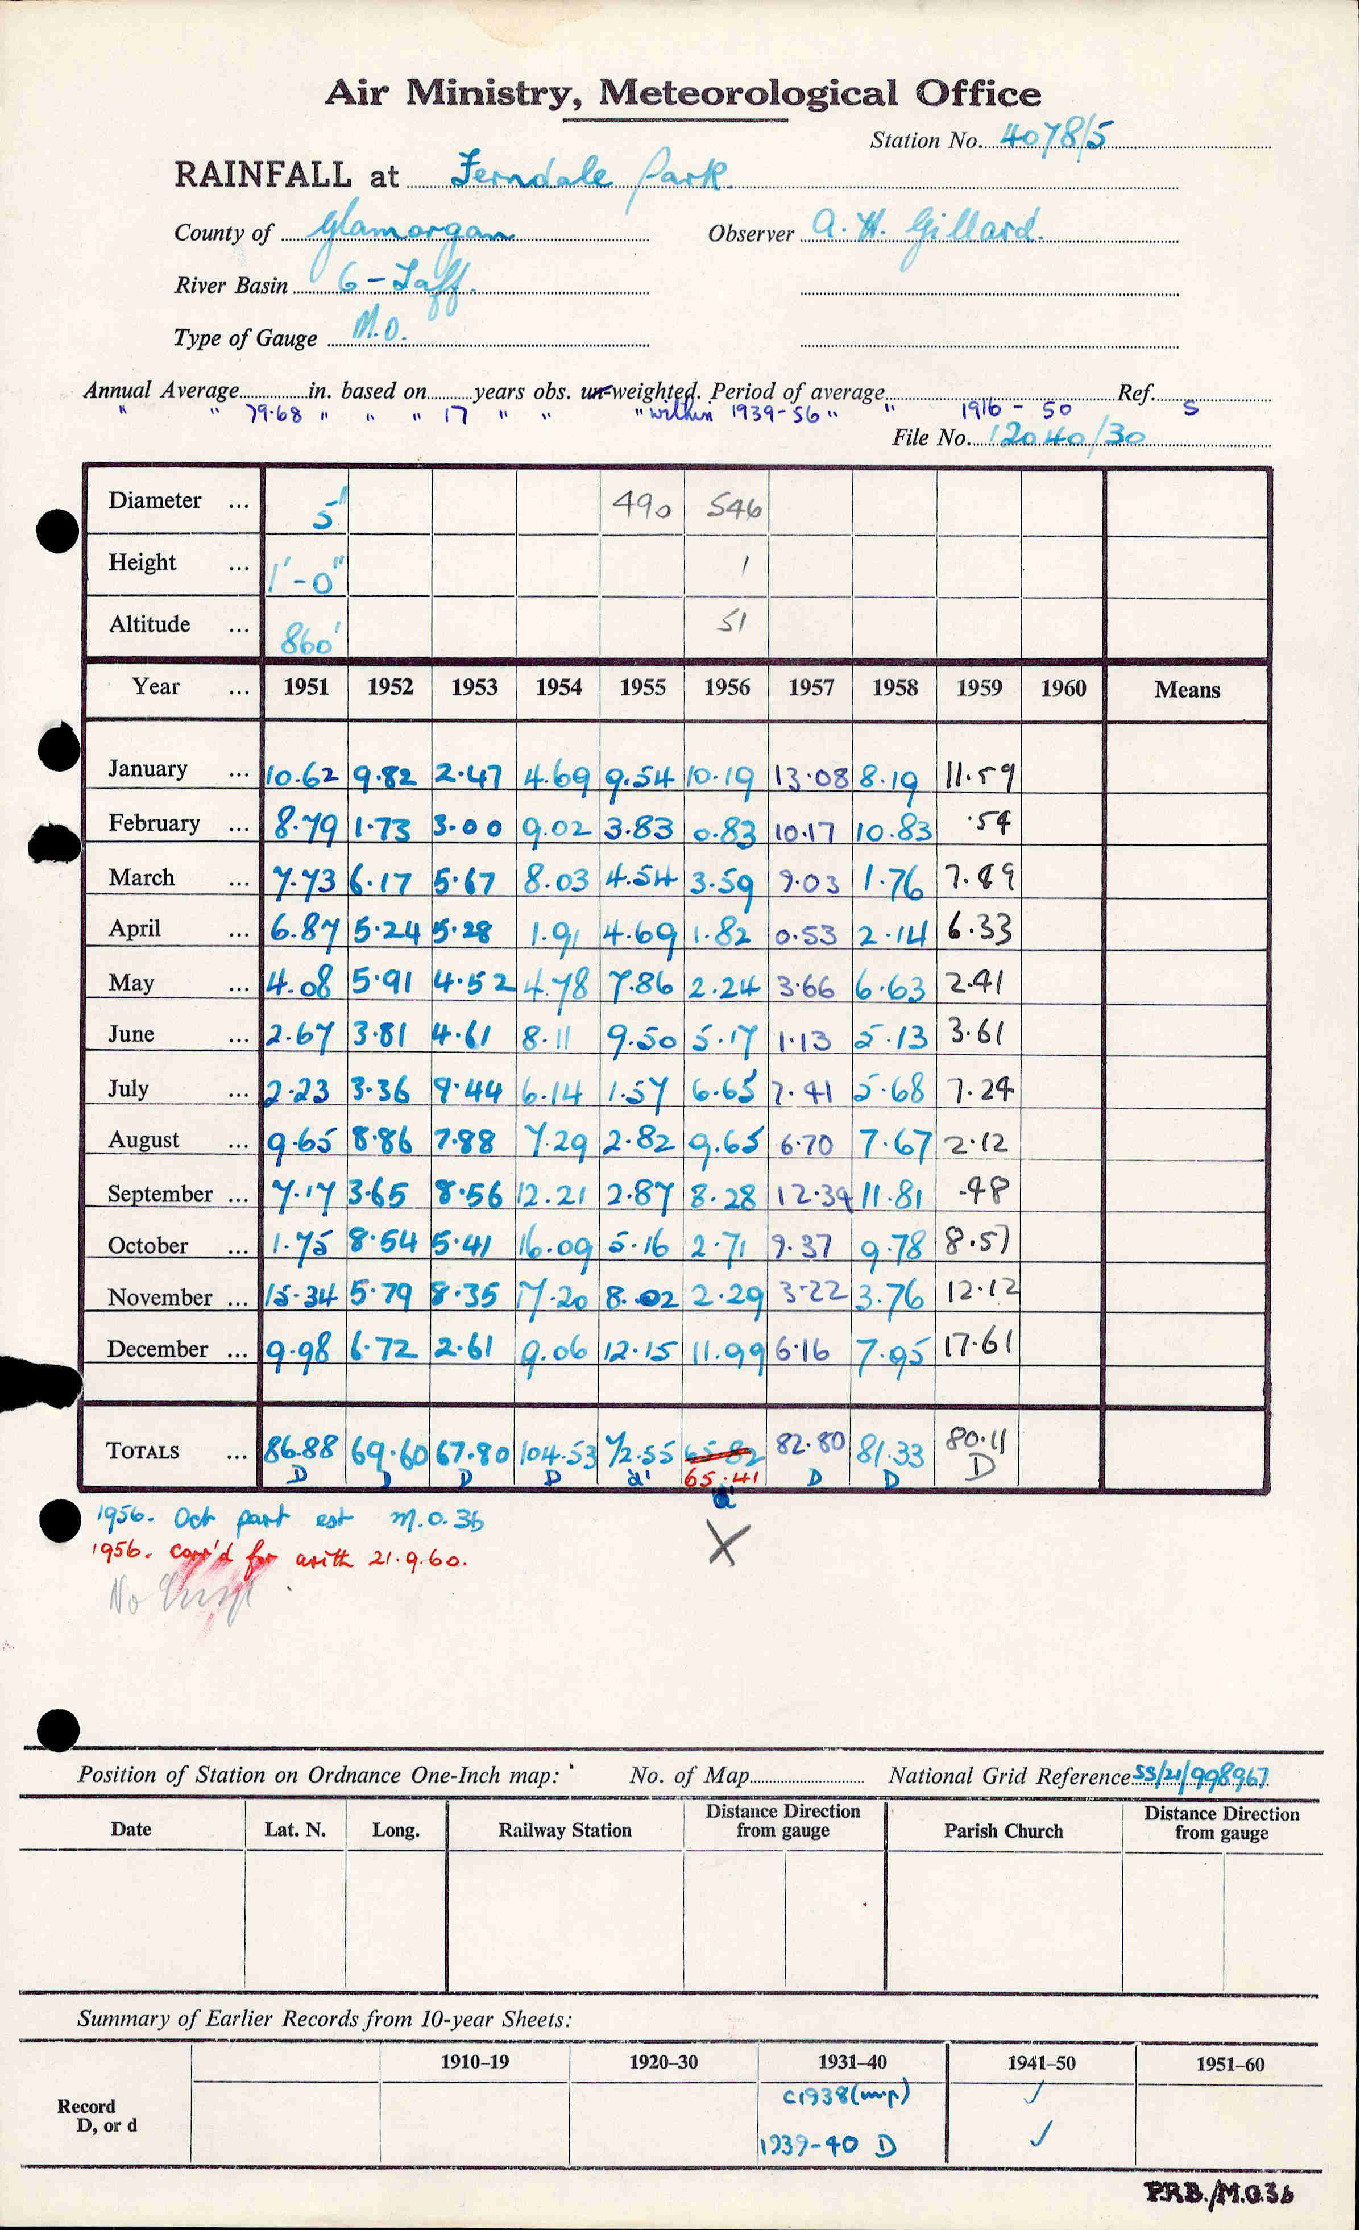 Air Ministry, Meteorological Office
Station No. 4078/5
RAINFALL at Ferndale Park.
County of Glamorgan Observer A. H. Gillard.
River Basin 6 - Taff.
Type of Gauge M.O.
Annual Average in. based on years obs. un-weighted. Period of average Ref.
" " 79.68 " " " 17 " " " within 1939-56 " " 1916 - 50 S
File No. 12040/30
Diameter ... 5" 490 546
Height ... 1'-0" 1
Altitude ... 860' 51
Year ... 1951 1952 1953 1954 1955 1956 1957 1958 1959 1960 Means
January ... 10.62 9.82 2.47 4.69 9.54 10.19 13.08 8.19 11.59
February ... 8.79 1.73 3.00 9.02 3.83 0.83 10.17 10.83 .54
March ... 7.73 6.17 5.67 8.03 4.54 3.59 9.03 1.76 7.49
April ... 6.87 5.24 5.28 1.91 4.69 1.82 0.53 2.14 6.33
May ... 4.08 5.91 4.52 4.78 7.86 2.24 3.66 6.63 2.41
June ... 2.67 3.81 4.61 8.11 9.50 5.17 1.13 5.13 3.61
July ... 2.23 3.36 9.44 6.14 1.57 6.65 7.41 5.68 7.24
August ... 9.65 8.86 7.88 7.29 2.82 9.65 6.70 7.67 2.12
September ... 7.17 3.65 8.56 12.21 2.87 8.28 12.34 11.81 .48
October ... 1.75 8.54 5.41 16.09 5.16 2.71 9.37 9.78 8.57
November ... 15.34 5.79 8.35 17.20 8.02 2.29 3.22 3.76 12.12
December ... 9.98 6.72 2.61 9.06 12.15 11.99 6.16 7.95 17.61
TOTALS ... 86.88 69.60 67.80 104.53 72.55 65.82 82.80 81.33 80.11
D D D D d' 65.41 D D D
1956. Oct part est M.O.3b
X
1956. corr'd for arith 21.9.60.
No
Position of Station on Ordnance One-Inch map: No. of Map National Grid Reference SS/21/998967
Date Lat. N. Long. Railway Station Distance Direction from gauge Parish Church Distance Direction from gauge
Summary of Earlier Records from 10-year Sheets:
1910–19 1920–30 1931–40 1941–50 1951–60
Record c1938(m.p) ✓
D, or d 1939-40 D ✓
P.R.B./M.O.3b